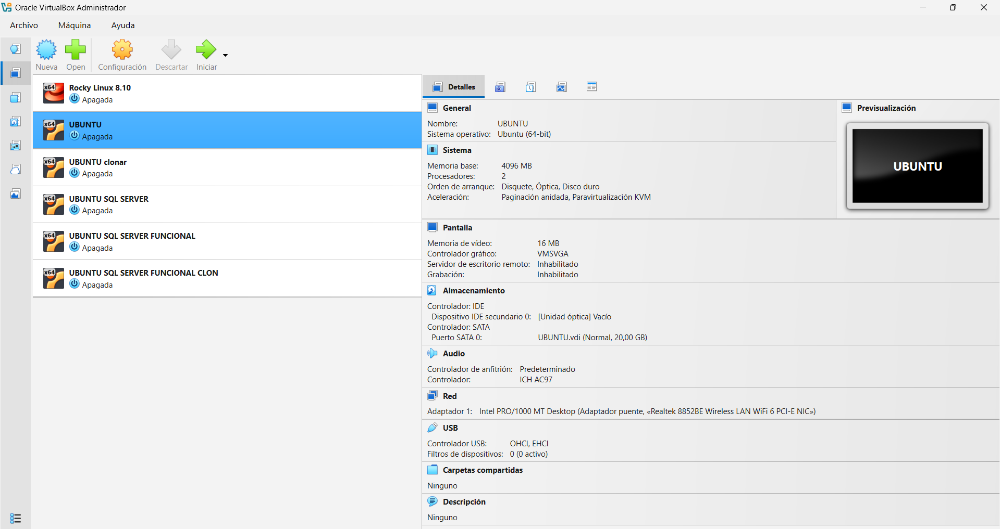 Oracle VirtualBox Administrador
Archivo Máquina Ayuda
Nueva Open Configuración Descartar Iniciar
x64 Rocky Linux 8.10
Apagada
x64 UBUNTU
Apagada
x64 UBUNTU clonar
Apagada
x64 UBUNTU SQL SERVER
Apagada
x64 UBUNTU SQL SERVER FUNCIONAL
Apagada
x64 UBUNTU SQL SERVER FUNCIONAL CLON
Apagada
Detalles
General
Nombre: UBUNTU
Sistema operativo: Ubuntu (64-bit)
Sistema
Memoria base: 4096 MB
Procesadores: 2
Orden de arranque: Disquete, Óptica, Disco duro
Aceleración: Paginación anidada, Paravirtualización KVM
Previsualización
UBUNTU
Pantalla
Memoria de vídeo: 16 MB
Controlador gráfico: VMSVGA
Servidor de escritorio remoto: Inhabilitado
Grabación: Inhabilitado
Almacenamiento
Controlador: IDE
Dispositivo IDE secundario 0: [Unidad óptica] Vacío
Controlador: SATA
Puerto SATA 0: UBUNTU.vdi (Normal, 20,00 GB)
Audio
Controlador de anfitrión: Predeterminado
Controlador: ICH AC97
Red
Adaptador 1: Intel PRO/1000 MT Desktop (Adaptador puente, «Realtek 8852BE Wireless LAN WiFi 6 PCI-E NIC»)
USB
Controlador USB: OHCI, EHCI
Filtros de dispositivos: 0 (0 activo)
Carpetas compartidas
Ninguno
Descripción
Ninguno